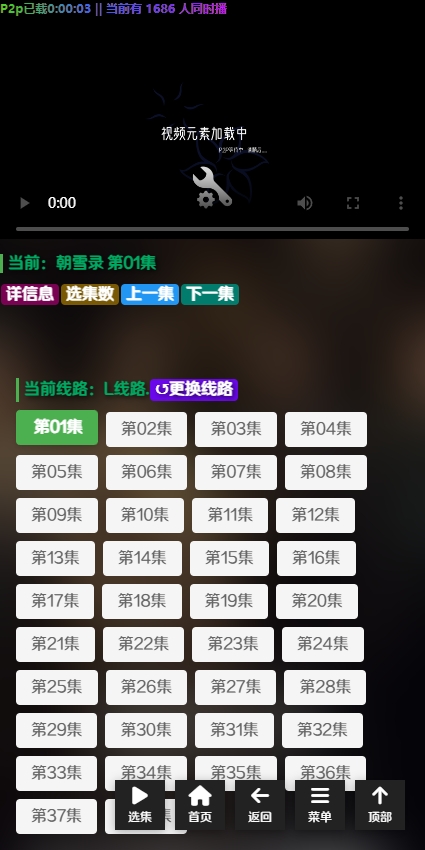 P2p已载0:00:03 || 当前有 1686 人同时播
视频元素加载中
0:00
当前：朝雪录 第01集
详信息 选集数 上一集 下一集
当前线路：L线路.↺更换线路
第01集 第02集 第03集 第04集
第05集 第06集 第07集 第08集
第09集 第10集 第11集 第12集
第13集 第14集 第15集 第16集
第17集 第18集 第19集 第20集
第21集 第22集 第23集 第24集
第25集 第26集 第27集 第28集
第29集 第30集 第31集 第32集
第33集 第34集 第35集 第36集
第37集
选集 首页 返回 菜单 顶部